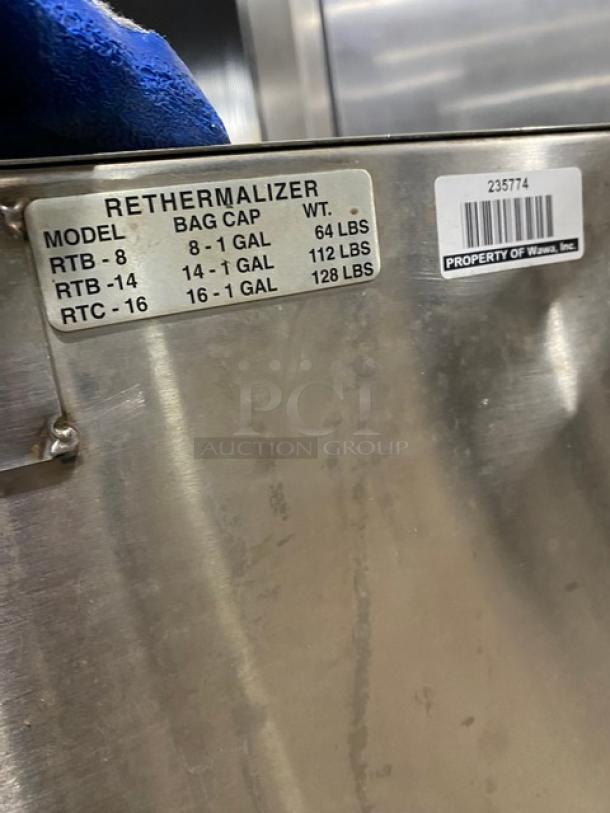 RETHERMALIZER
MODEL BAG CAP WT.
RTB - 8 8 - 1 GAL 64 LBS
RTB -14 14 - 1 GAL 112 LBS
RTC - 16 16 - 1 GAL 128 LBS
235774
PROPERTY OF Wawa, Inc.
PCI
AUCTION GROUP